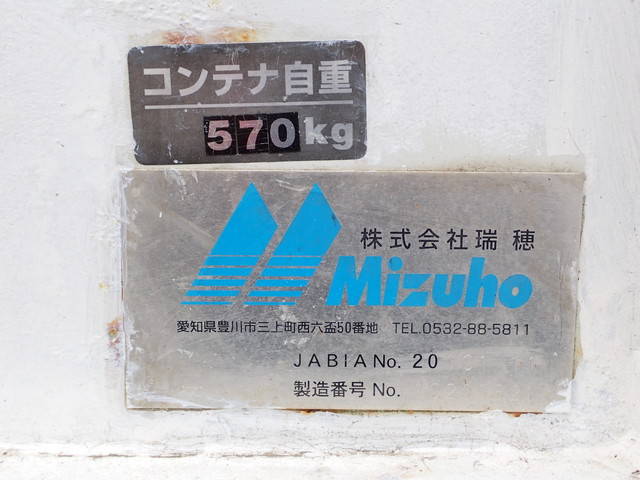 コンテナ自重
570kg
株式会社瑞穂
Mizuho
愛知県豊川市三上町西六盃50番地 TEL.0532-88-5811
JABIA No. 20
製造番号 No.